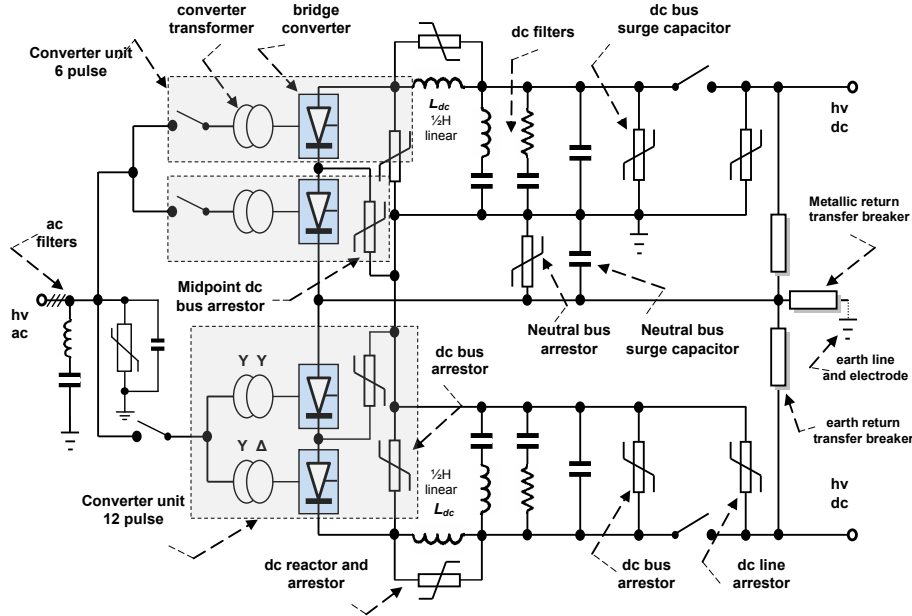 converter
transformer
bridge
converter
dc filters
dc bus
surge capacitor
Converter unit
6 pulse
L dc
½H
linear
hv
dc
ac
filters
Metallic return
transfer breaker
hv
ac
Midpoint dc
bus arrestor
Neutral bus
arrestor
Neutral bus
surge capacitor
earth line
and electrode
dc bus
arrestor
Y Y
Y Δ
earth return
transfer breaker
½H
linear
L dc
hv
dc
Converter unit
12 pulse
dc reactor and
arrestor
dc bus
arrestor
dc line
arrestor